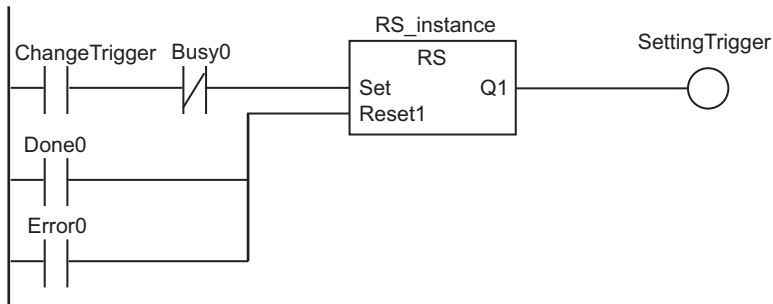 RS_instance
ChangeTrigger Busy0 RS SettingTrigger
Set Q1
Reset1
Done0
Error0